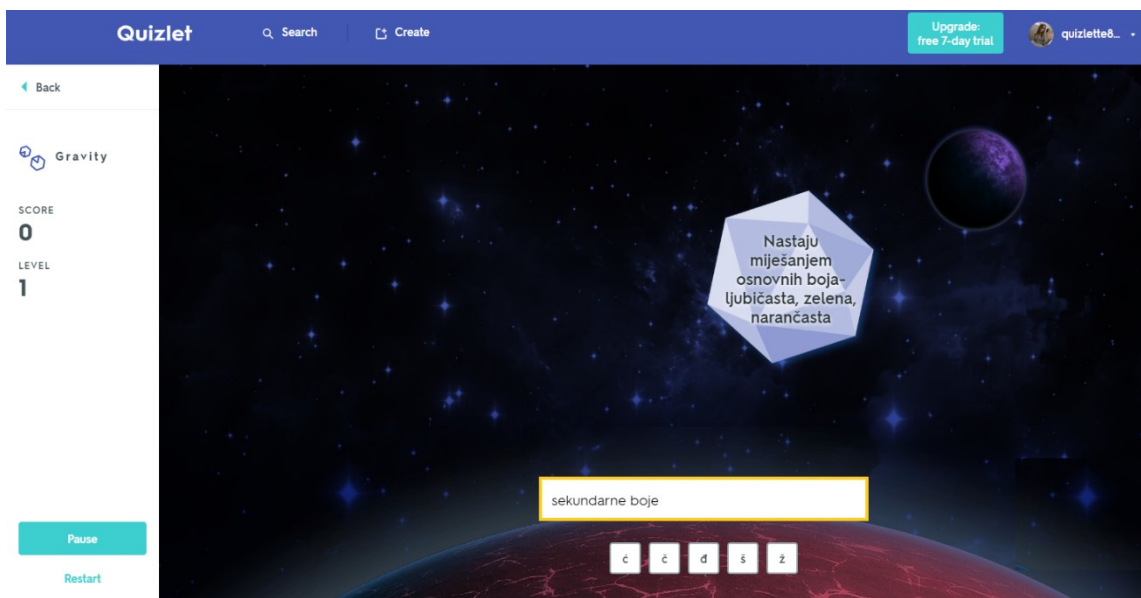 Quizlet
Search
Create
Upgrade:
free 7-day trial
quizlette8...
Back
Gravity
SCORE
0
LEVEL
1
Nastaju
miješanjem
osnovnih boja-
ljubičasta, zelena,
narančasta
sekundarne boje
ć č đ š ž
Pause
Restart